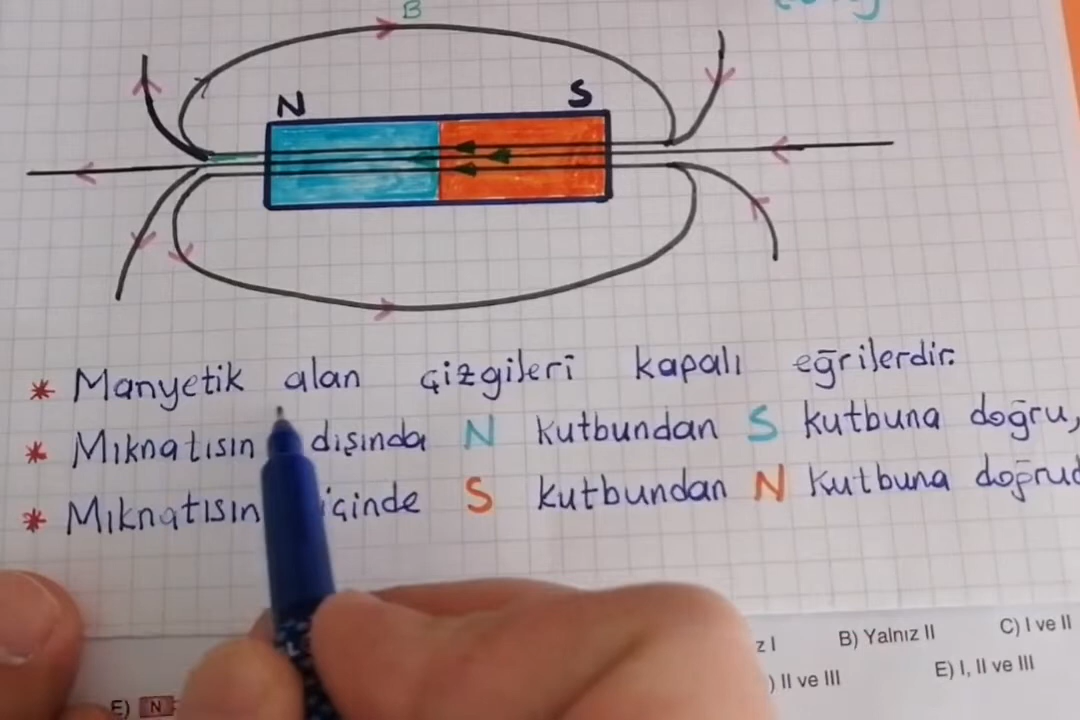 B
N S
* Manyetik alan çizgileri kapalı eğrilerdir.
* Mıknatısın dışında N kutbundan S kutbuna doğru,
* Mıknatısın içinde S kutbundan N kutbuna doğrud
z I B) Yalnız II C) I ve II
) II ve III E) I, II ve III
E) N